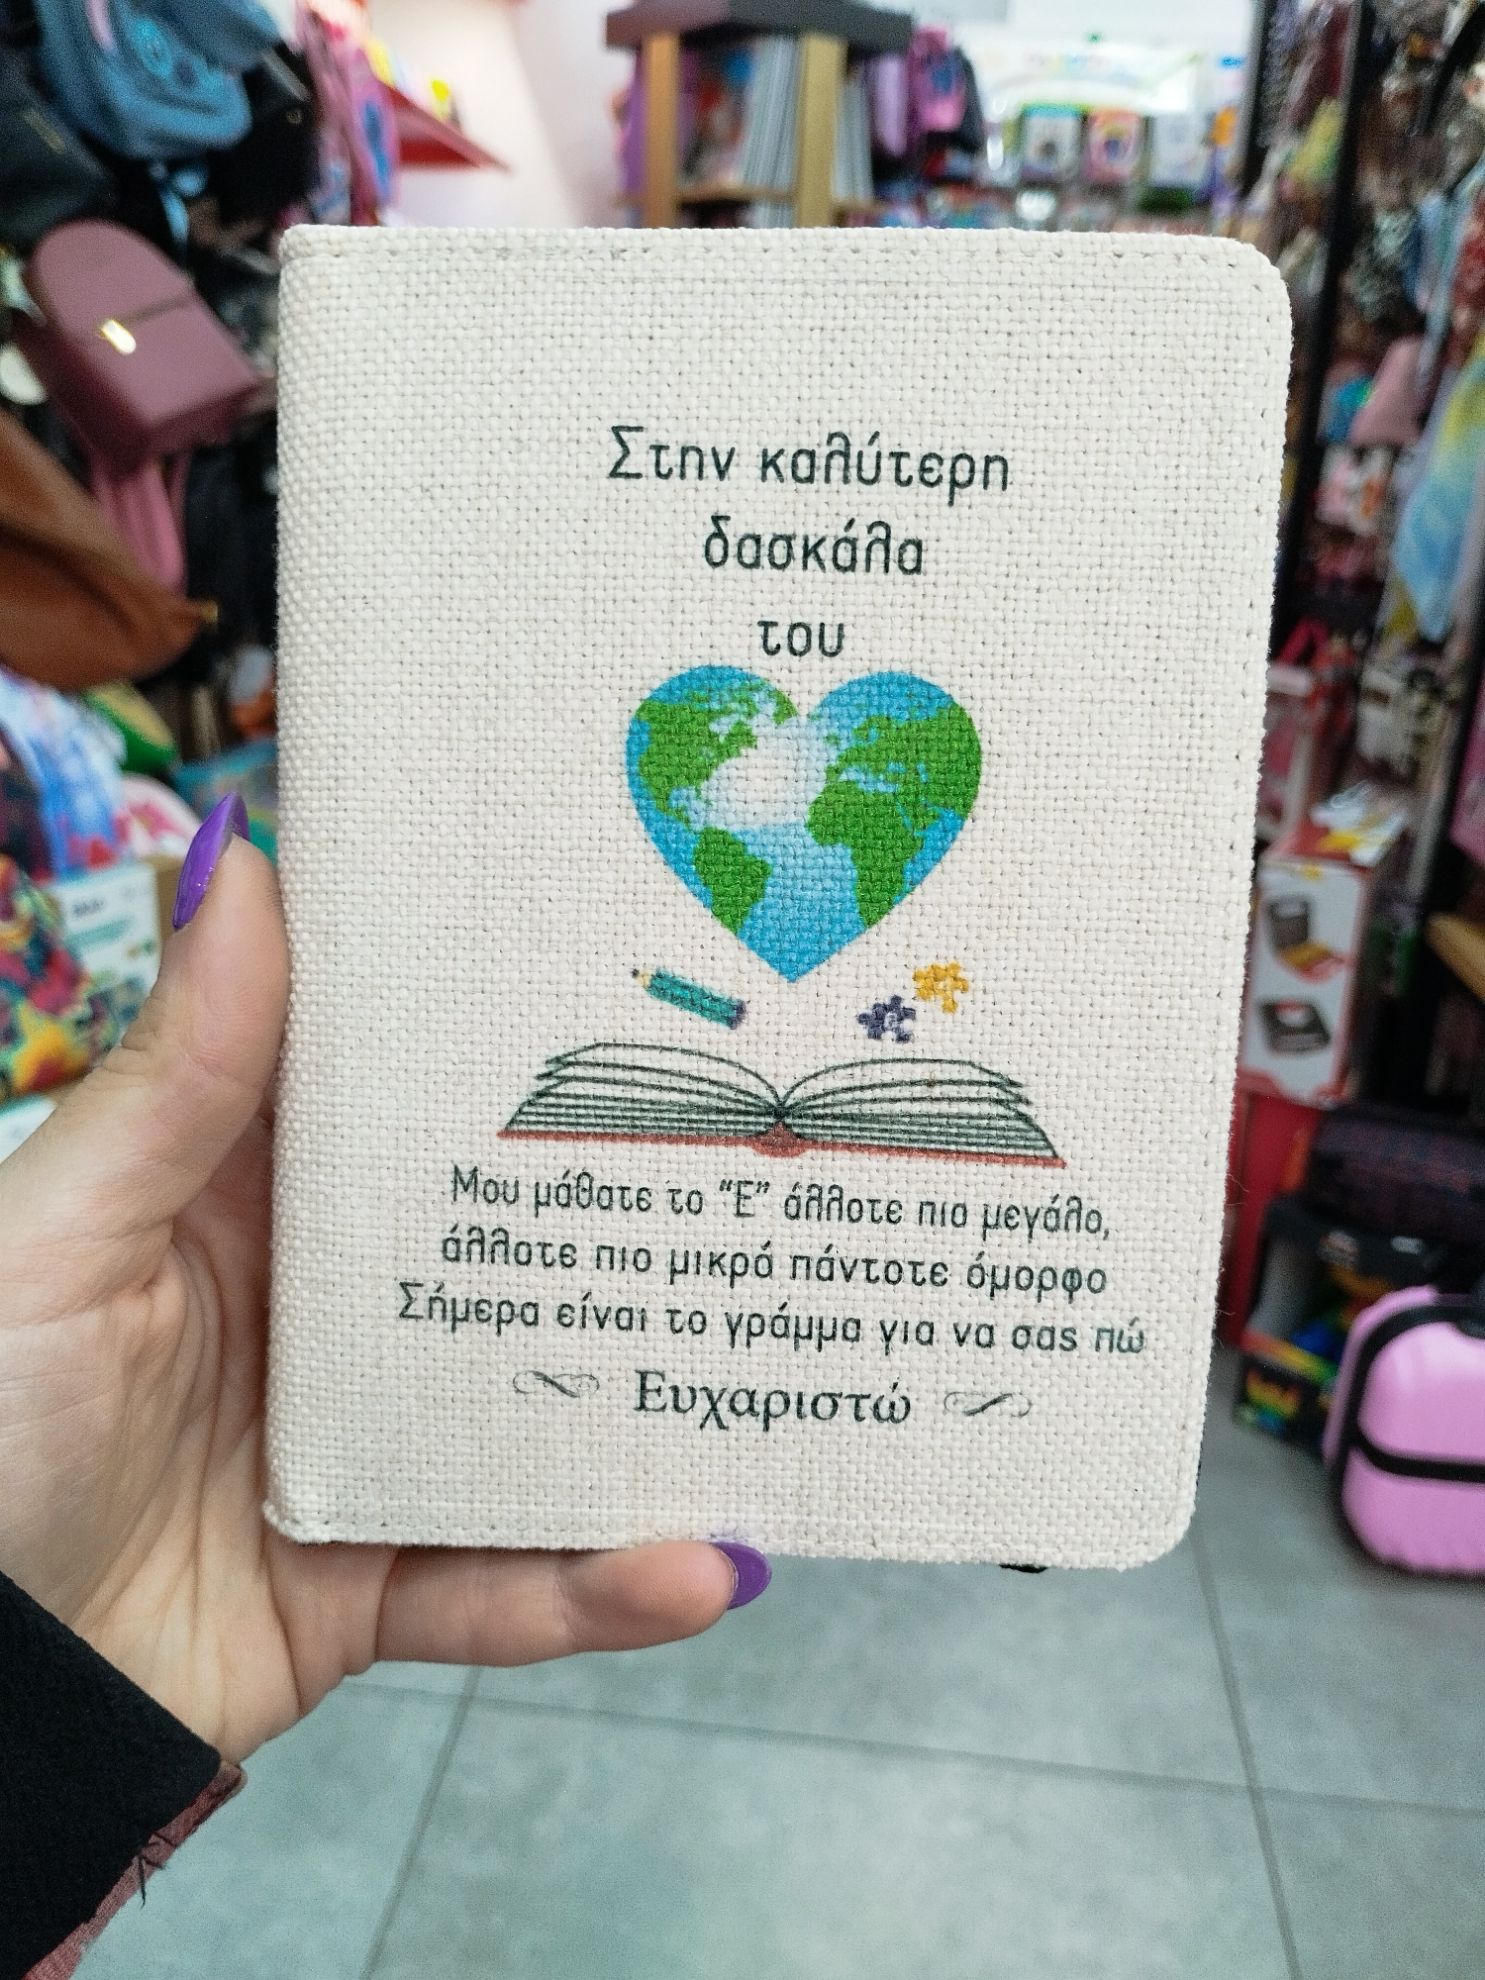 Στην καλύτερη
δασκάλα
του
Μου μάθατε το “Ε” άλλοτε πιο μεγάλο,
άλλοτε πιο μικρό πάντοτε όμορφο
Σήμερα είναι το γράμμα για να σας πώ
Ευχαριστώ